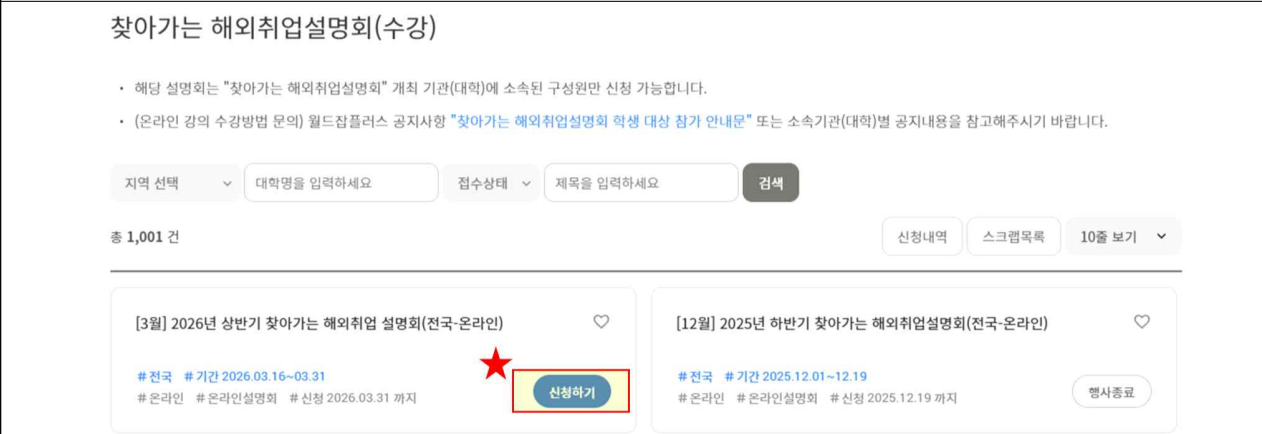 찾아가는 해외취업설명회(수강)
· 해당 설명회는 "찾아가는 해외취업설명회" 개최 기관(대학)에 소속된 구성원만 신청 가능합니다.
· (온라인 강의 수강방법 문의) 월드잡플러스 공지사항 "찾아가는 해외취업설명회 학생 대상 참가 안내문" 또는 소속기관(대학)별 공지내용을 참고해주시기 바랍니다.
지역 선택 대학명을 입력하세요 접수상태 제목을 입력하세요 검색
총 1,001 건 신청내역 스크랩목록 10줄 보기
[3월] 2026년 상반기 찾아가는 해외취업 설명회(전국-온라인)
#전국 #기간 2026.03.16~03.31
#온라인 #온라인설명회 #신청 2026.03.31 까지
신청하기
[12월] 2025년 하반기 찾아가는 해외취업설명회(전국-온라인)
#전국 #기간 2025.12.01~12.19
#온라인 #온라인설명회 #신청 2025.12.19 까지
행사종료